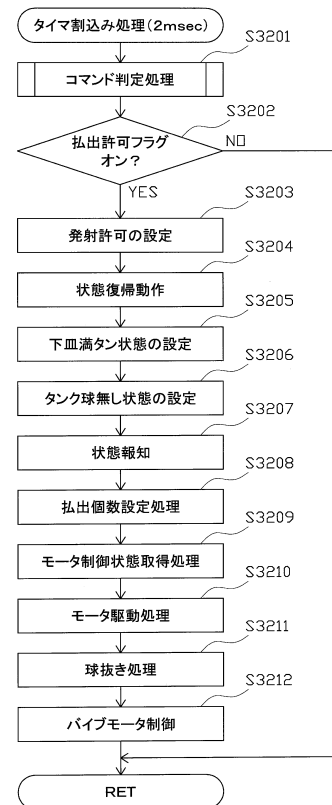 タイマ割込み処理(2msec)
S3201
コマンド判定処理
S3202
払出許可フラグ
オン？
NO
YES
S3203
発射許可の設定
S3204
状態復帰動作
S3205
下皿満タン状態の設定
S3206
タンク球無し状態の設定
S3207
状態報知
S3208
払出個数設定処理
S3209
モータ制御状態取得処理
S3210
モータ駆動処理
S3211
球抜き処理
S3212
バイブモータ制御
RET